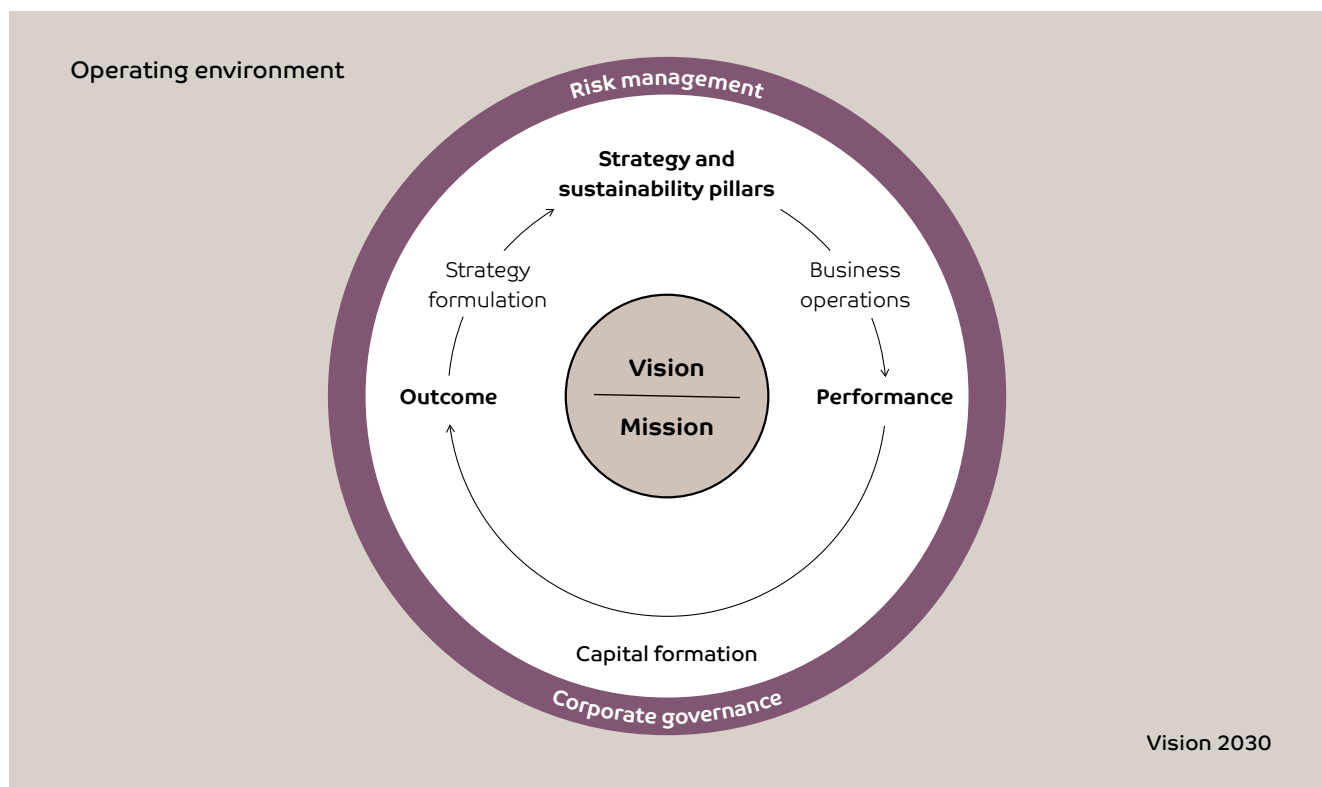 Operating environment
Risk management
Strategy and
sustainability pillars
Strategy
formulation
Business
operations
Vision
Mission
Outcome
Performance
Capital formation
Corporate governance
Vision 2030